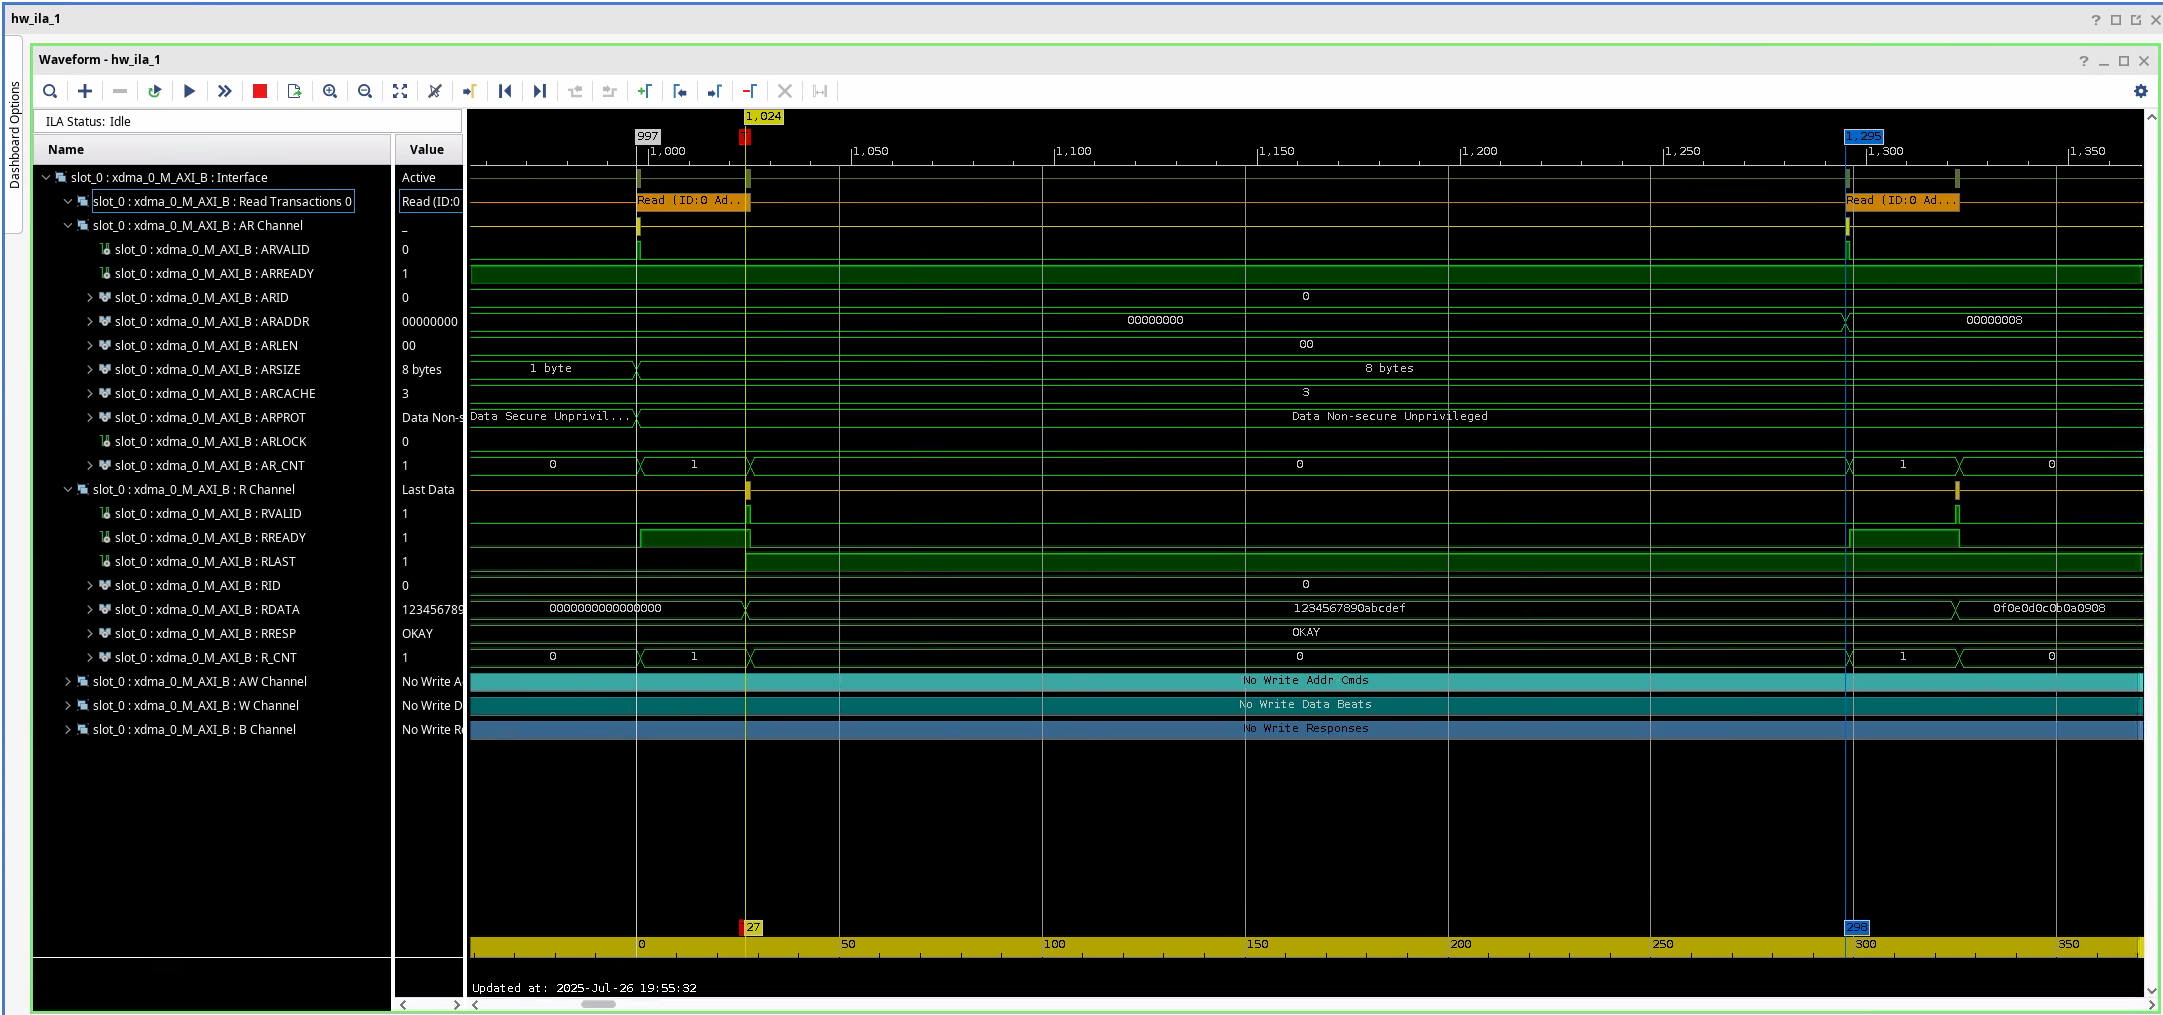 hw_ila_1
Dashboard Options
Waveform - hw_ila_1
ILA Status: Idle
Name Value
1,024
997 1,295
1,000 1,050 1,100 1,150 1,200 1,250 1,300 1,350
slot_0 : xdma_0_M_AXI_B : Interface Active
slot_0 : xdma_0_M_AXI_B : Read Transactions 0 Read (ID:0 Read (ID:0 Ad... Read (ID:0 Ad...
slot_0 : xdma_0_M_AXI_B : AR Channel _
slot_0 : xdma_0_M_AXI_B : ARVALID 0
slot_0 : xdma_0_M_AXI_B : ARREADY 1
slot_0 : xdma_0_M_AXI_B : ARID 0 0
slot_0 : xdma_0_M_AXI_B : ARADDR 00000000 00000000 00000008
slot_0 : xdma_0_M_AXI_B : ARLEN 00 00
slot_0 : xdma_0_M_AXI_B : ARSIZE 8 bytes 1 byte 8 bytes
slot_0 : xdma_0_M_AXI_B : ARCACHE 3 3
slot_0 : xdma_0_M_AXI_B : ARPROT Data Non-s Data Secure Unprivil... Data Non-secure Unprivileged
slot_0 : xdma_0_M_AXI_B : ARLOCK 0
slot_0 : xdma_0_M_AXI_B : AR_CNT 1 0 1 0 1 0
slot_0 : xdma_0_M_AXI_B : R Channel Last Data
slot_0 : xdma_0_M_AXI_B : RVALID 1
slot_0 : xdma_0_M_AXI_B : RREADY 1
slot_0 : xdma_0_M_AXI_B : RLAST 1
slot_0 : xdma_0_M_AXI_B : RID 0 0
slot_0 : xdma_0_M_AXI_B : RDATA 123456789 0000000000000000 1234567890abcdef 0f0e0d0c0b0a0908
slot_0 : xdma_0_M_AXI_B : RRESP OKAY OKAY
slot_0 : xdma_0_M_AXI_B : R_CNT 1 0 1 0 1 0
slot_0 : xdma_0_M_AXI_B : AW Channel No Write A No Write Addr Cmds
slot_0 : xdma_0_M_AXI_B : W Channel No Write D No Write Data Beats
slot_0 : xdma_0_M_AXI_B : B Channel No Write R No Write Responses
27 298
0 50 100 150 200 250 300 350
Updated at: 2025-Jul-26 19:55:32